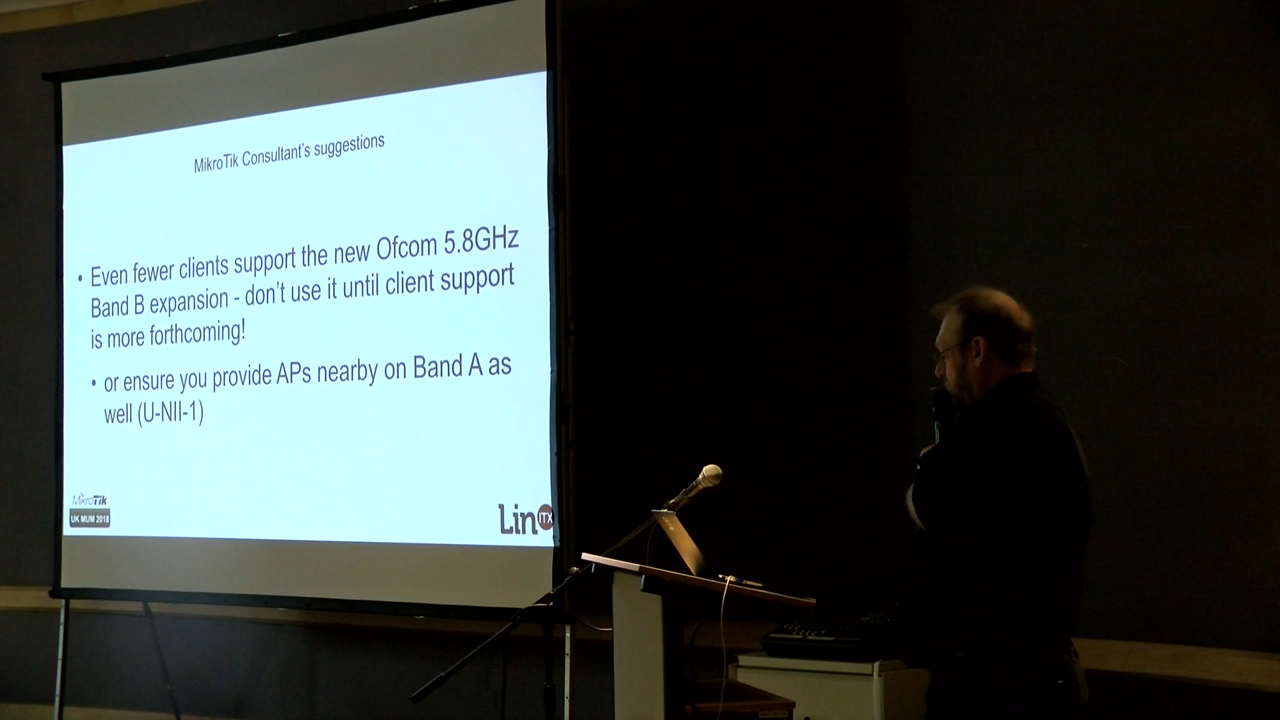 MikroTik Consultant's suggestions
• Even fewer clients support the new Ofcom 5.8GHz
Band B expansion - don't use it until client support
is more forthcoming!
• or ensure you provide APs nearby on Band A as
well (U-NII-1)
MikroTik
UK MUM 2018
LinITX